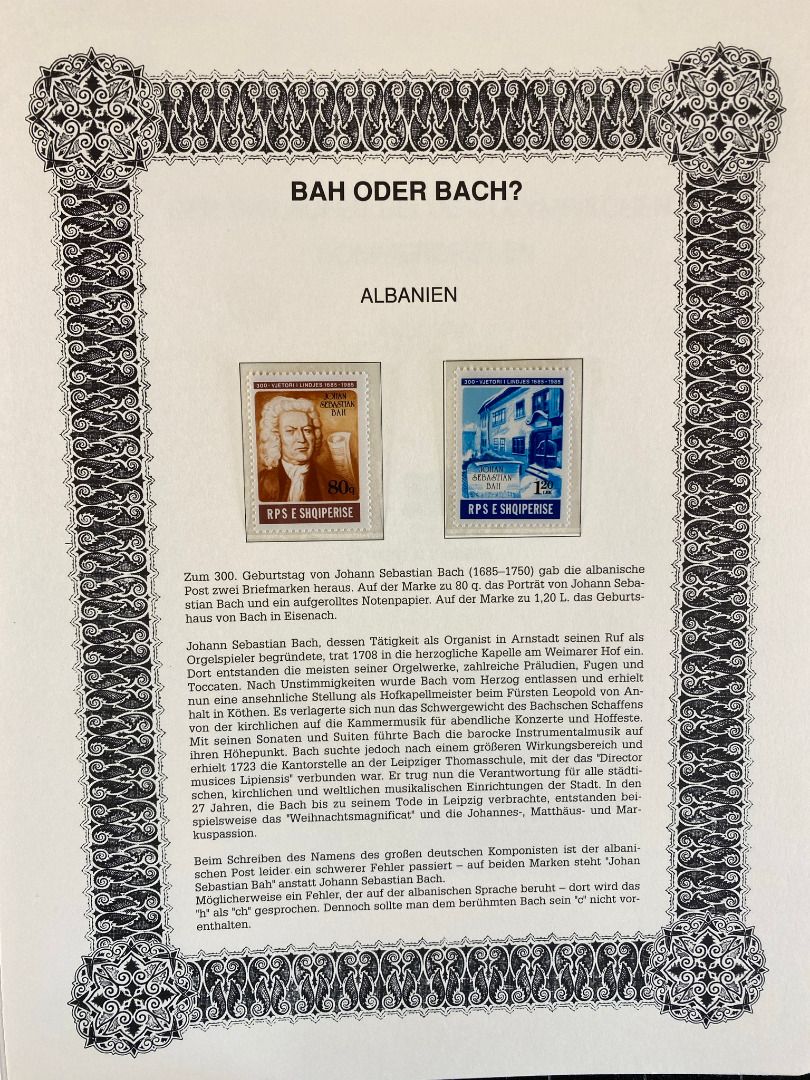 BAH ODER BACH?
ALBANIEN
300-VJETORI I LINDJES 1685-1985
JOHAN
SEBASTIAN
BAH
80q
RPS E SHQIPERISE
300-VJETORI I LINDJES 1685-1985
JOHAN
SEBASTIAN
BAH
1.20
LEK
RPS E SHQIPERISE
Zum 300. Geburtstag von Johann Sebastian Bach (1685–1750) gab die albanische
Post zwei Briefmarken heraus. Auf der Marke zu 80 q. das Porträt von Johann Seba-
stian Bach und ein aufgerolltes Notenpapier. Auf der Marke zu 1,20 L. das Geburts-
haus von Bach in Eisenach.
Johann Sebastian Bach, dessen Tätigkeit als Organist in Arnstadt seinen Ruf als
Orgelspieler begründete, trat 1708 in die herzogliche Kapelle am Weimarer Hof ein.
Dort entstanden die meisten seiner Orgelwerke, zahlreiche Präludien, Fugen und
Toccaten. Nach Unstimmigkeiten wurde Bach vom Herzog entlassen und erhielt
nun eine ansehnliche Stellung als Hofkapellmeister beim Fürsten Leopold von An-
halt in Köthen. Es verlagerte sich nun das Schwergewicht des Bachschen Schaffens
von der kirchlichen auf die Kammermusik für abendliche Konzerte und Hoffeste.
Mit seinen Sonaten und Suiten führte Bach die barocke Instrumentalmusik auf
ihren Höhepunkt. Bach suchte jedoch nach einem größeren Wirkungsbereich und
erhielt 1723 die Kantorstelle an der Leipziger Thomasschule, mit der das "Director
musices Lipiensis" verbunden war. Er trug nun die Verantwortung für alle städti-
schen, kirchlichen und weltlichen musikalischen Einrichtungen der Stadt. In den
27 Jahren, die Bach bis zu seinem Tode in Leipzig verbrachte, entstanden bei-
spielsweise das "Weihnachtsmagnificat" und die Johannes-, Matthäus- und Mar-
kuspassion.
Beim Schreiben des Namens des großen deutschen Komponisten ist der albani-
schen Post leider ein schwerer Fehler passiert – auf beiden Marken steht "Johan
Sebastian Bah" anstatt Johann Sebastian Bach.
Möglicherweise ein Fehler, der auf der albanischen Sprache beruht – dort wird das
"h" als "ch" gesprochen. Dennoch sollte man dem berühmten Bach sein "c" nicht vor-
enthalten.